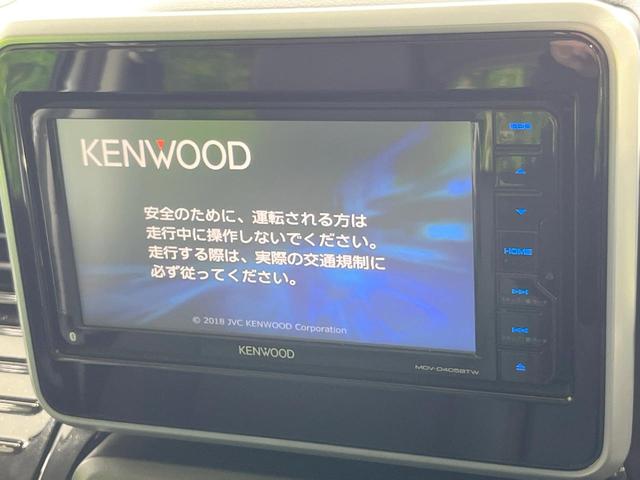 KENWOOD
安全のために、運転される方は
走行中に操作しないでください。
走行する際は、実際の交通規制に
必ず従ってください。
© 2018 JVC KENWOOD Corporation
KENWOOD
MDV-D405BTW
HOME